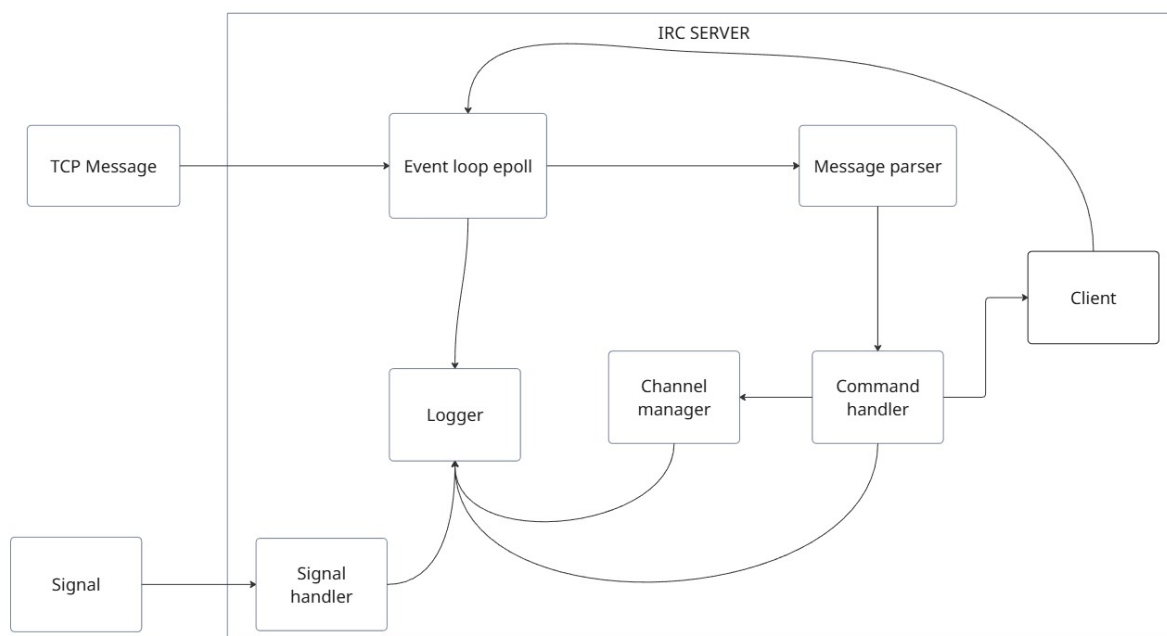 IRC SERVER
TCP Message
Event loop epoll
Message parser
Client
Channel
manager
Command
handler
Logger
Signal
Signal
handler